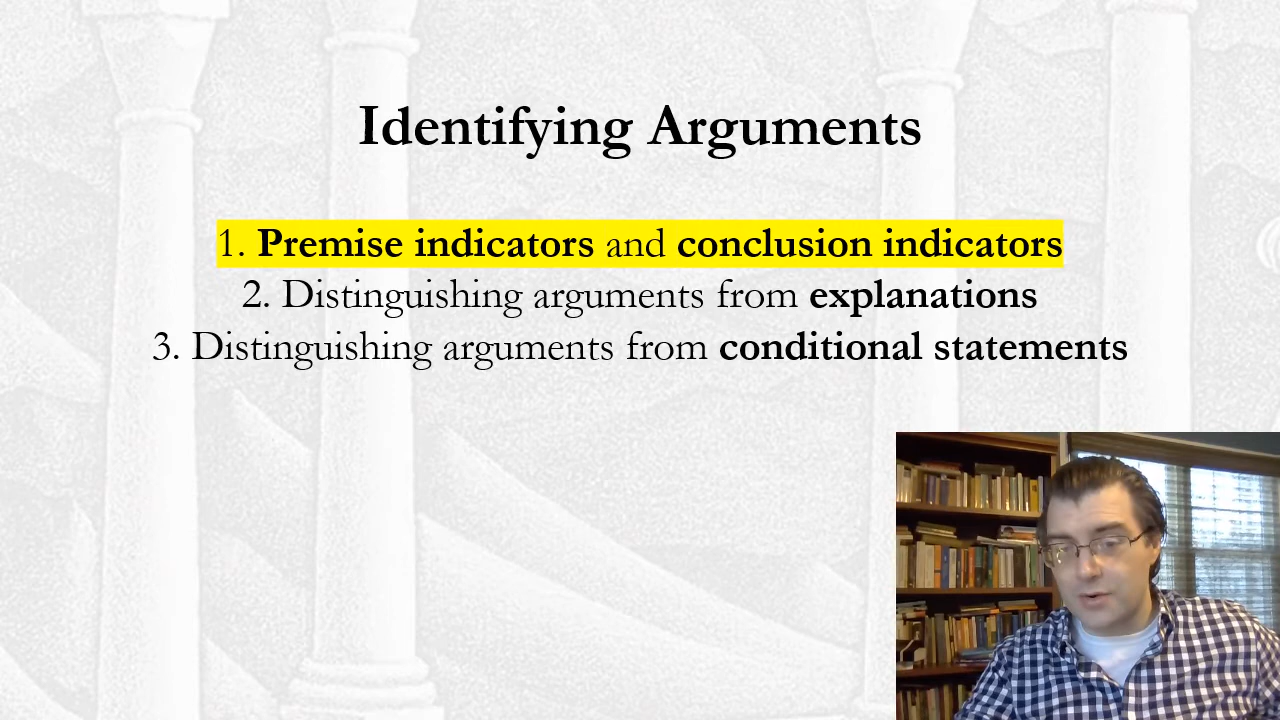 Identifying Arguments
1. Premise indicators and conclusion indicators
2. Distinguishing arguments from explanations
3. Distinguishing arguments from conditional statements